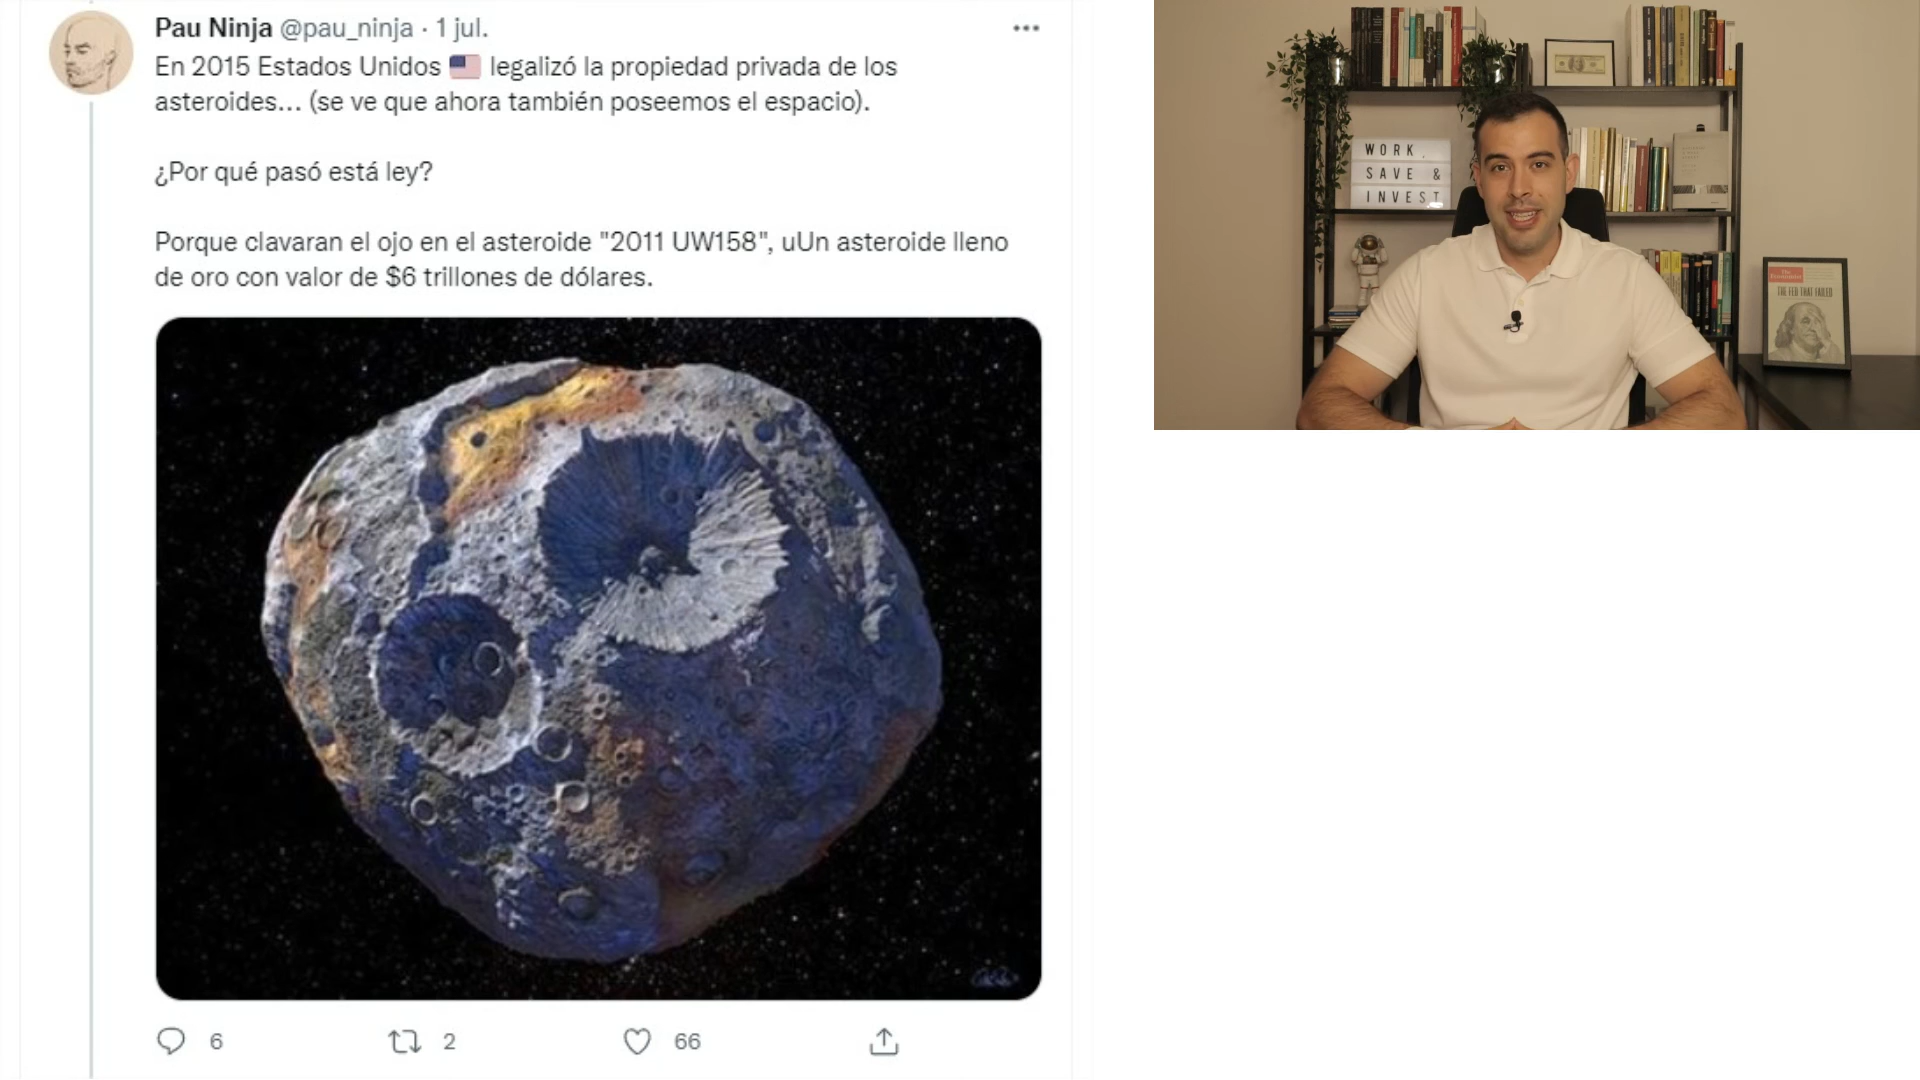 Pau Ninja @pau_ninja · 1 jul.
En 2015 Estados Unidos 🇺🇸 legalizó la propiedad privada de los
asteroides... (se ve que ahora también poseemos el espacio).
¿Por qué pasó está ley?
Porque clavaran el ojo en el asteroide "2011 UW158", uUn asteroide lleno
de oro con valor de $6 trillones de dólares.
6 2 66
WORK,
SAVE &
INVEST
The
Economist
THE FED THAT FAILED